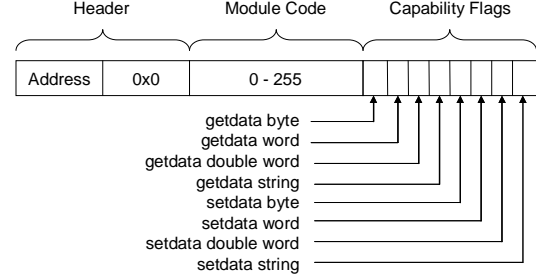 Header Module Code Capability Flags
Address 0x0 0 - 255
getdata byte
getdata word
getdata double word
getdata string
setdata byte
setdata word
setdata double word
setdata string